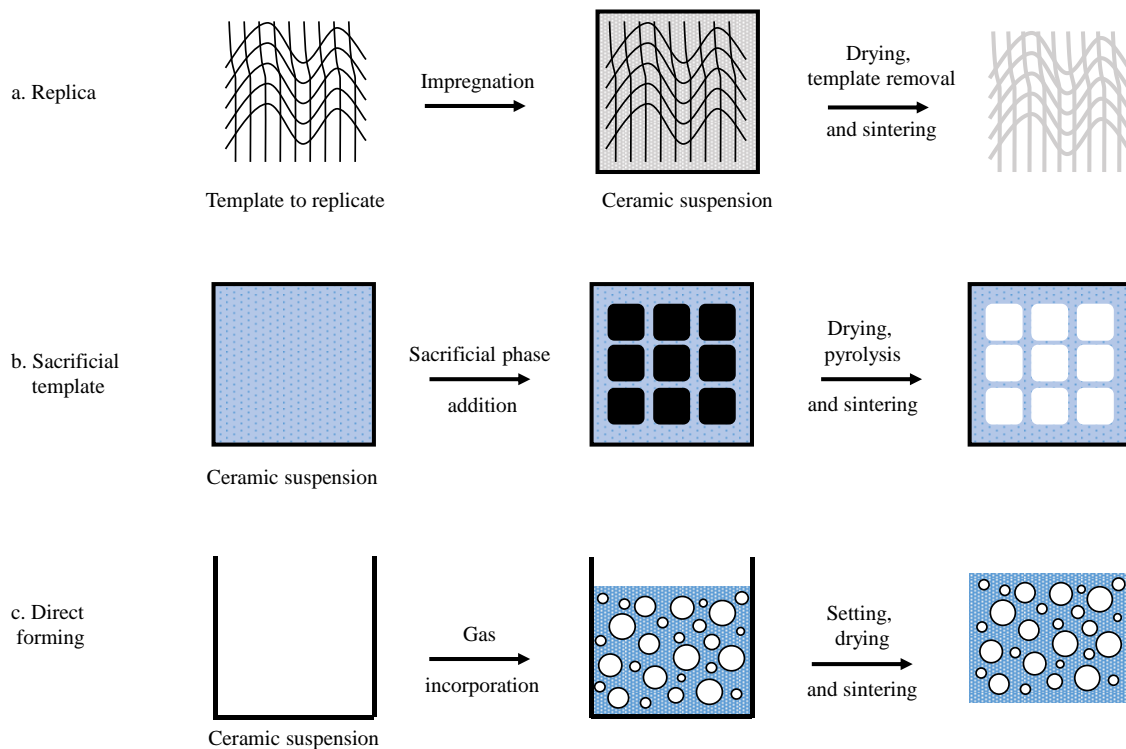 a. Replica
Impregnation
Drying,
template removal
and sintering
Template to replicate
Ceramic suspension
b. Sacrificial
template
Sacrificial phase
addition
Drying,
pyrolysis
and sintering
Ceramic suspension
c. Direct
forming
Gas
incorporation
Setting,
drying
and sintering
Ceramic suspension